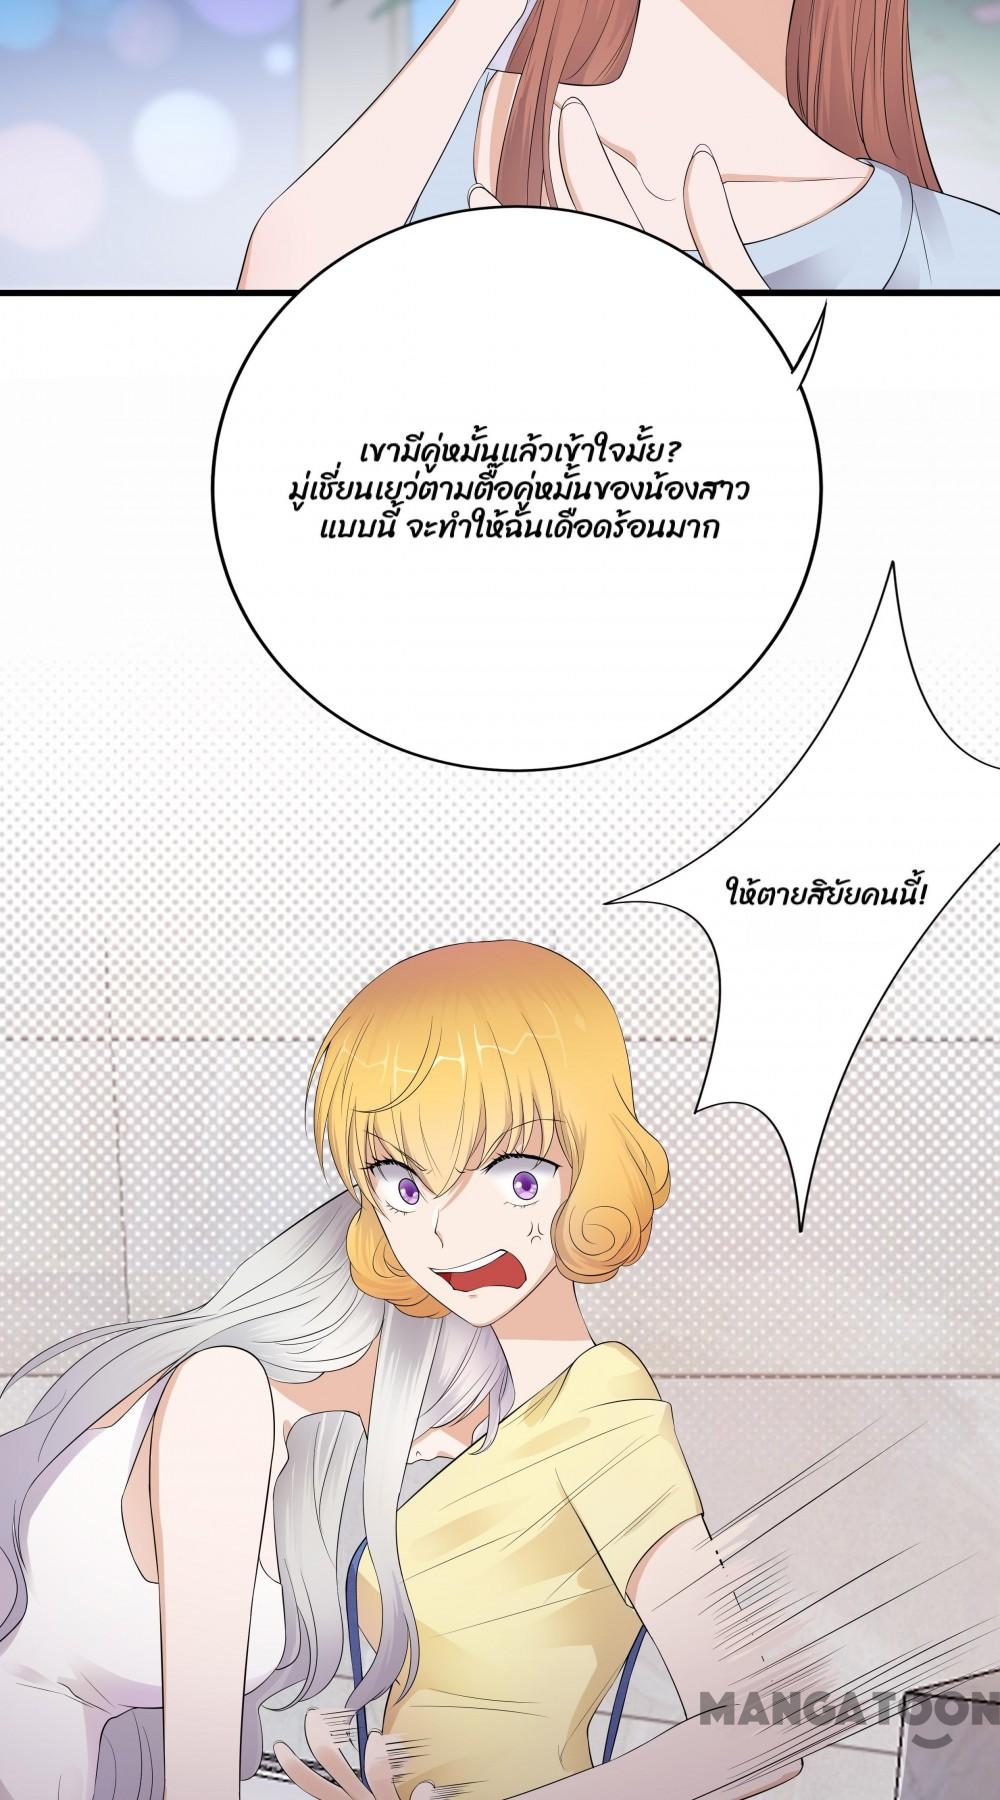 เขามีคู่หมั้นแล้วเข้าใจมั้ย?
มู่เชี่ยนเยว่ตามตื๊อคู่หมั้นของน้องสาว
แบบนี้ จะทำให้ฉันเดือดร้อนมาก
ให้ตายสิยัยคนนี้!
MANGATOON